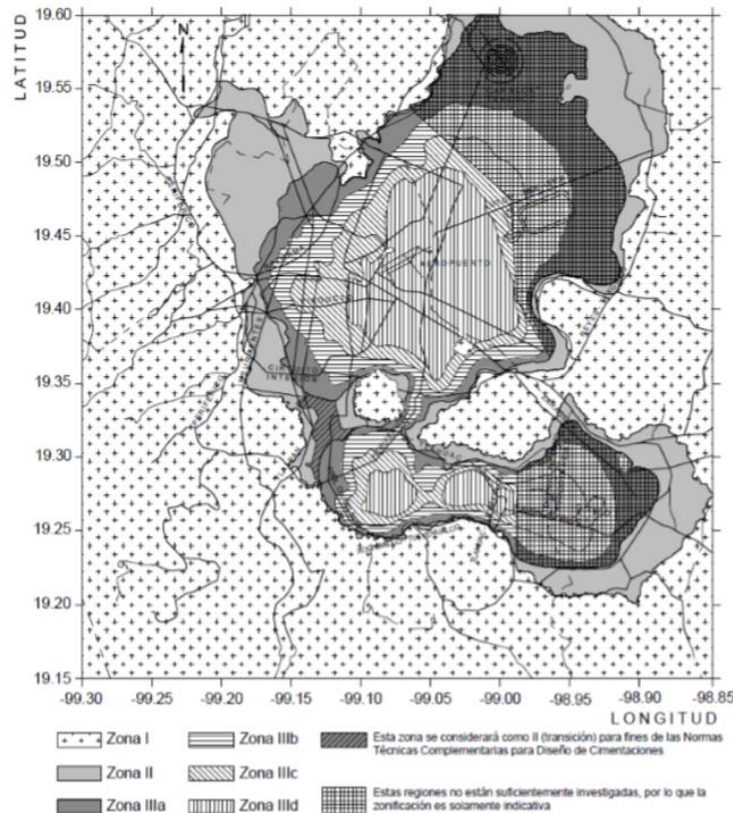 LATITUD
19.60
19.55
19.50
19.45
19.40
19.35
19.30
19.25
19.20
19.15
N
AEROPUERTO
CIRCUITO
INTERIOR
-99.30 -99.25 -99.20 -99.15 -99.10 -99.05 -99.00 -98.95 -98.90 -98.85
LONGITUD
Zona I
Zona IIIb
Esta zona se considerará como II (transición) para fines de las Normas
Técnicas Complementarias para Diseño de Cimentaciones
Zona II
Zona IIIc
Zona IIIa
Zona IIId
Estas regiones no están suficientemente investigadas, por lo que la
zonificación es solamente indicativa